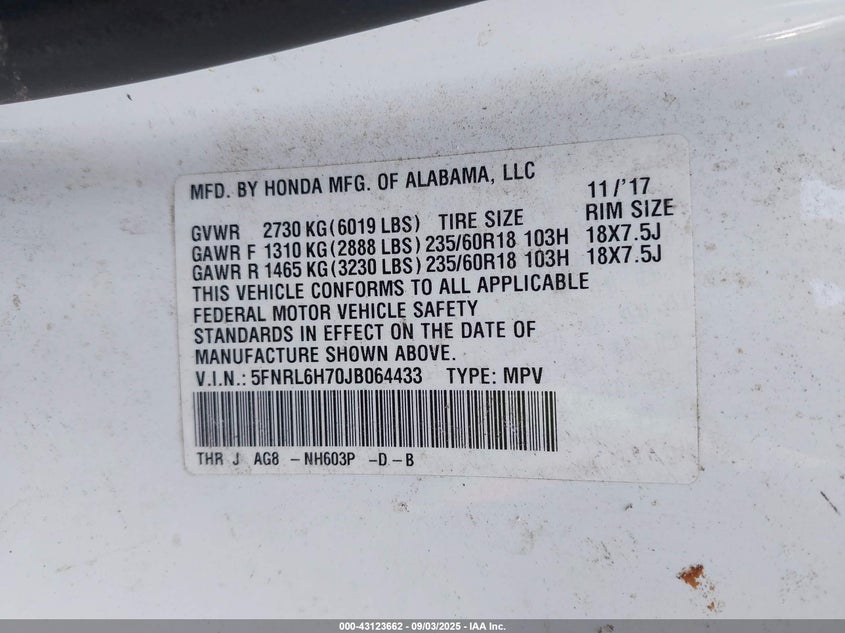 MFD. BY HONDA MFG. OF ALABAMA, LLC 11/'17
GVWR 2730 KG(6019 LBS) TIRE SIZE RIM SIZE
GAWR F 1310 KG(2888 LBS) 235/60R18 103H 18X7.5J
GAWR R 1465 KG(3230 LBS) 235/60R18 103H 18X7.5J
THIS VEHICLE CONFORMS TO ALL APPLICABLE
FEDERAL MOTOR VEHICLE SAFETY
STANDARDS IN EFFECT ON THE DATE OF
MANUFACTURE SHOWN ABOVE.
V.I.N.: 5FNRL6H70JB064433 TYPE: MPV
THR J AG8 -NH603P -D-B
000-43123662 - 09/03/2025 - IAA Inc.